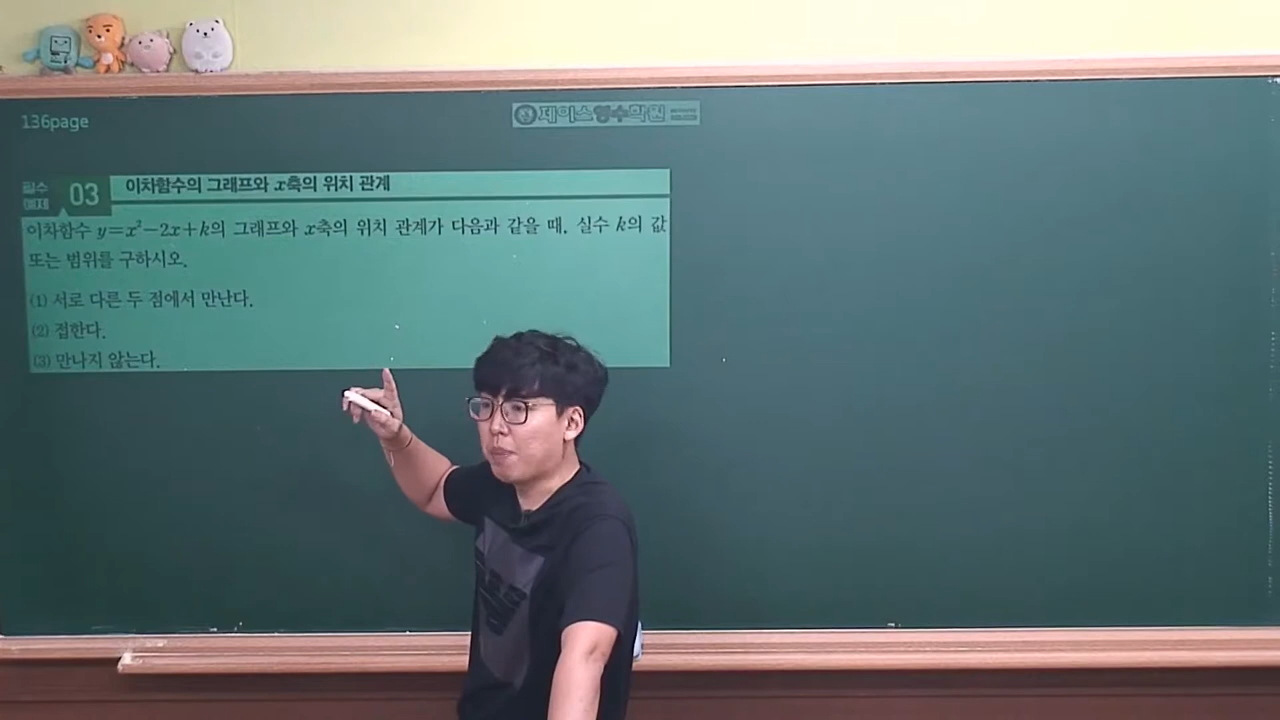 136page
제이스영수학원
필수 예제 03 이차함수의 그래프와 x축의 위치 관계
이차함수 y=x²-2x+k의 그래프와 x축의 위치 관계가 다음과 같을 때, 실수 k의 값
또는 범위를 구하시오.
(1) 서로 다른 두 점에서 만난다.
(2) 접한다.
(3) 만나지 않는다.